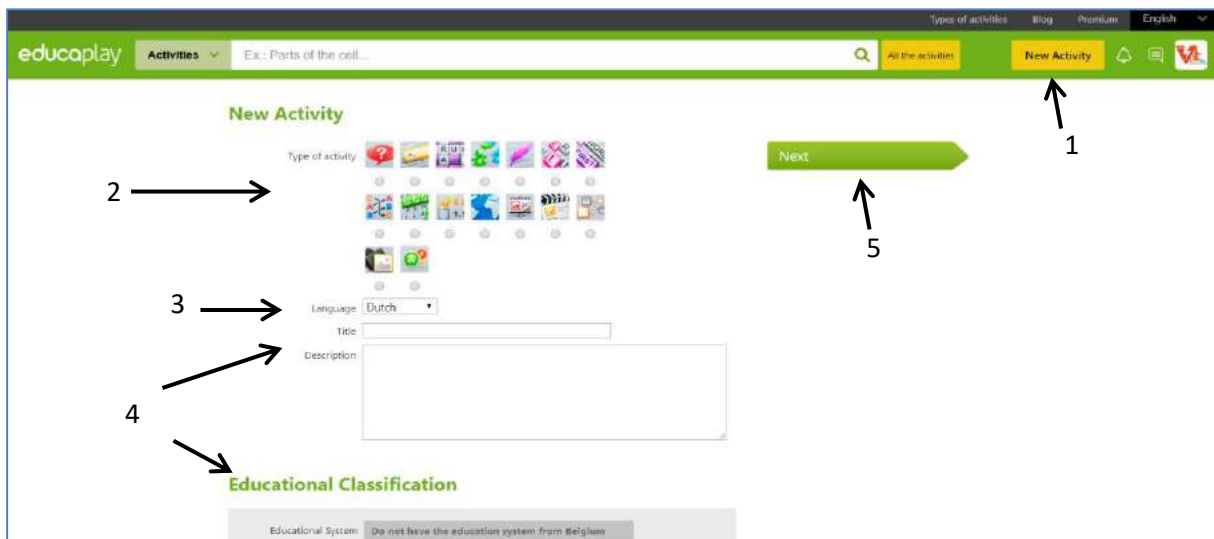 Types of activities Blog Premium English
educaplay Activities Ex.: Parts of the cell... All the activities New Activity
1
New Activity
Type of activity
Next
2
5
3
Language Dutch
Title
Description
4
Educational Classification
Educational System Do not have the education system from Belgium